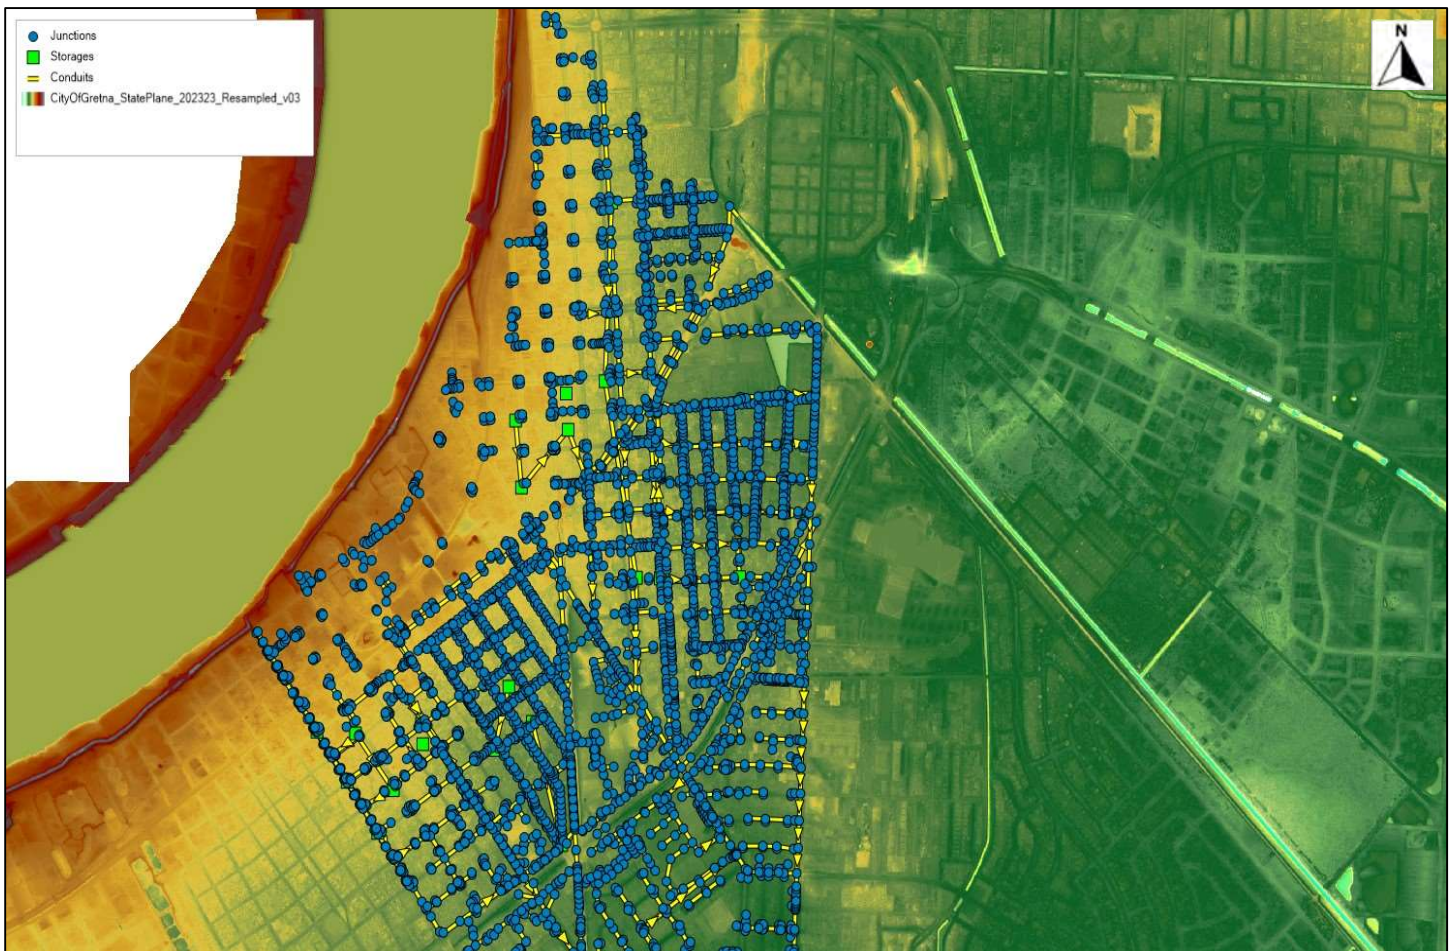 Junctions
Storages
Conduits
CityOfGretna_StatePlane_202323_Resampled_v03
N